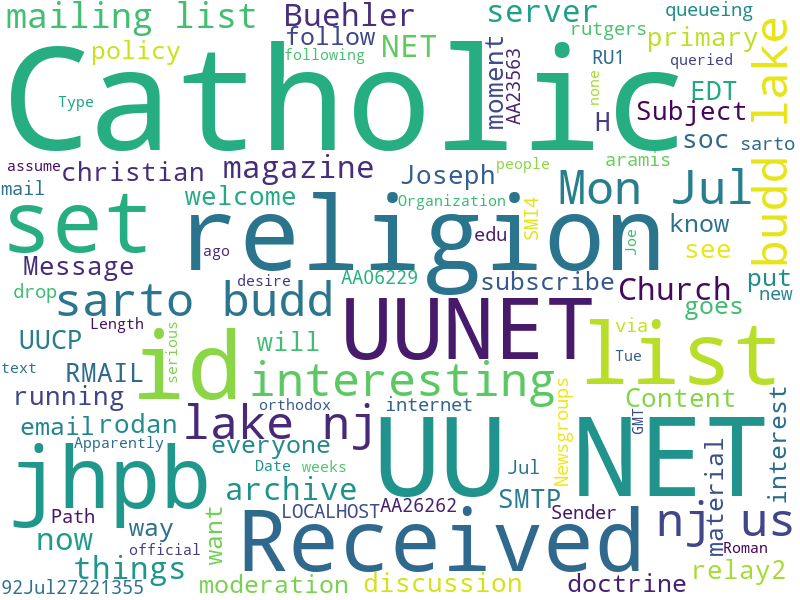 mailing list
Buehler
server
queueing
policy
follow
NET
rutgers
primary
following
RU1
queried
Catholic
Type
moment
AA23563
none
EDT
H
Subject
budd lake
soc
sarto
assume
christian
magazine
Joseph
people
aramis
mail
welcome
Organization
Mon Jul
set
religion
SMI4
edu
Joe
know
see
ago
Message
desire
AAO6229
subscribe
Church
put
drop
sarto budd
goes
new
UUCP
Length
serious
id
will
UUNET
via
Tue
list
text
RMAIL
interesting
running
orthodox
internet
Content
email
rodan
lake nj
Newsgroups
GMT
interest
Apparently
everyone
UU NET
jhpb
Date
weeks
Jul
archive
SMTP
material
Path
LOCALHOST
AA26262
Sender
nj us
now
way
want
Received
official
Roman
things
relay2
92Jul27221355
moderation
discussion
doctrine